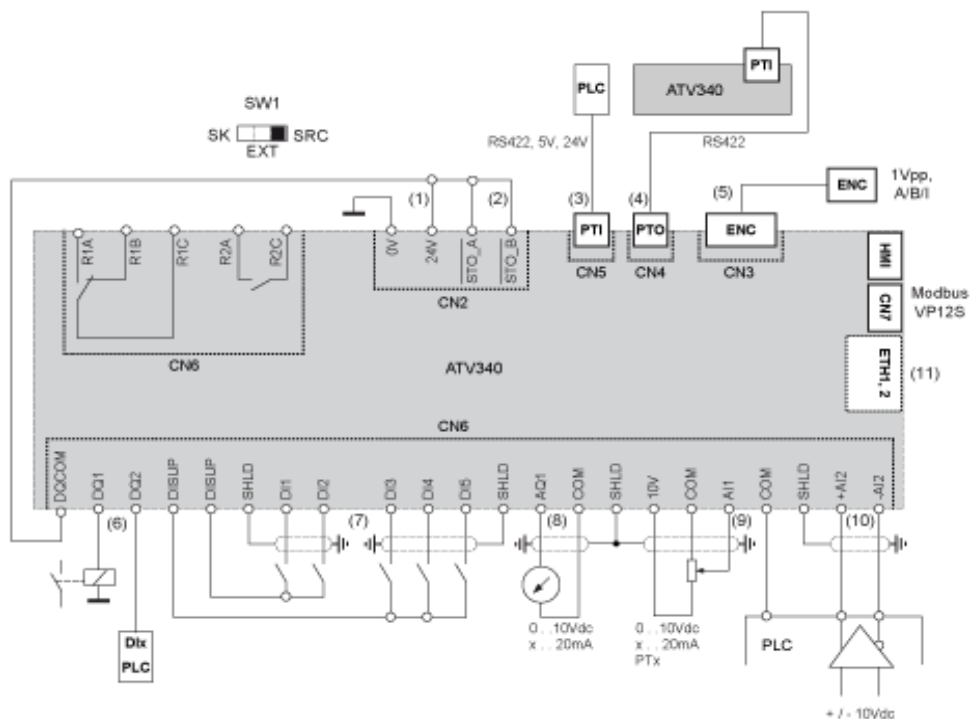 PTI
PLC
ATV340
SW1
SK
SRC
EXT
RS422, 5V, 24V
RS422
1Vpp,
A/B/I
ENC
(1)
(2)
(3)
(4)
(5)
PTI
PTO
ENC
CN5
CN4
CN3
R1A
R1B
R1C
R2A
R2C
0V
24V
STO_A
STO_B
CN2
HMI
CN7
Modbus
VP12S
CN6
ATV340
ETH1, 2
(11)
CN6
DQCOM
DQ1
DQ2
DISUP
DISUP
SHLD
DI1
DI2
DI3
DI4
DI5
SHLD
AQ1
COM
SHLD
10V
COM
AI1
COM
SHLD
+AI2
-AI2
(6)
(7)
(8)
(9)
(10)
DIx
PLC
0 . . 10Vdc
x . . 20mA
0 . . 10Vdc
x . . 20mA
PTx
PLC
+ / - 10Vdc